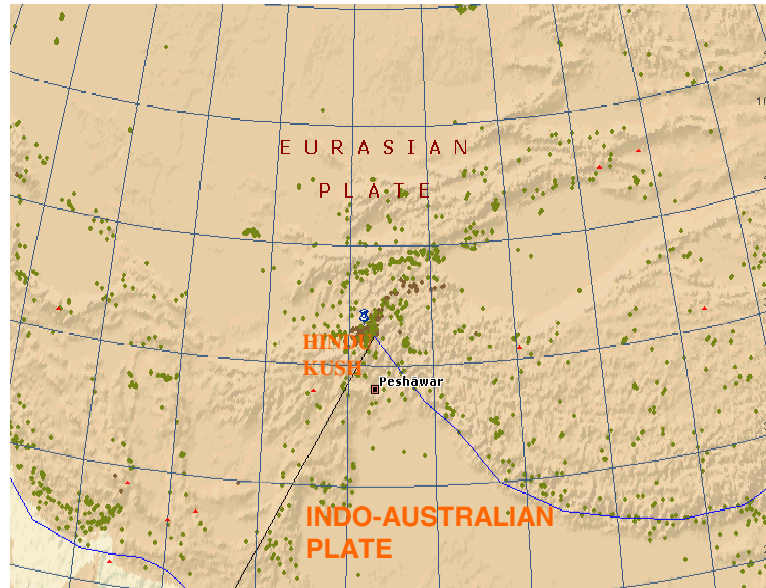 EURASIAN
PLATE
HINDU
KUSH
Peshawar
INDO-AUSTRALIAN
PLATE